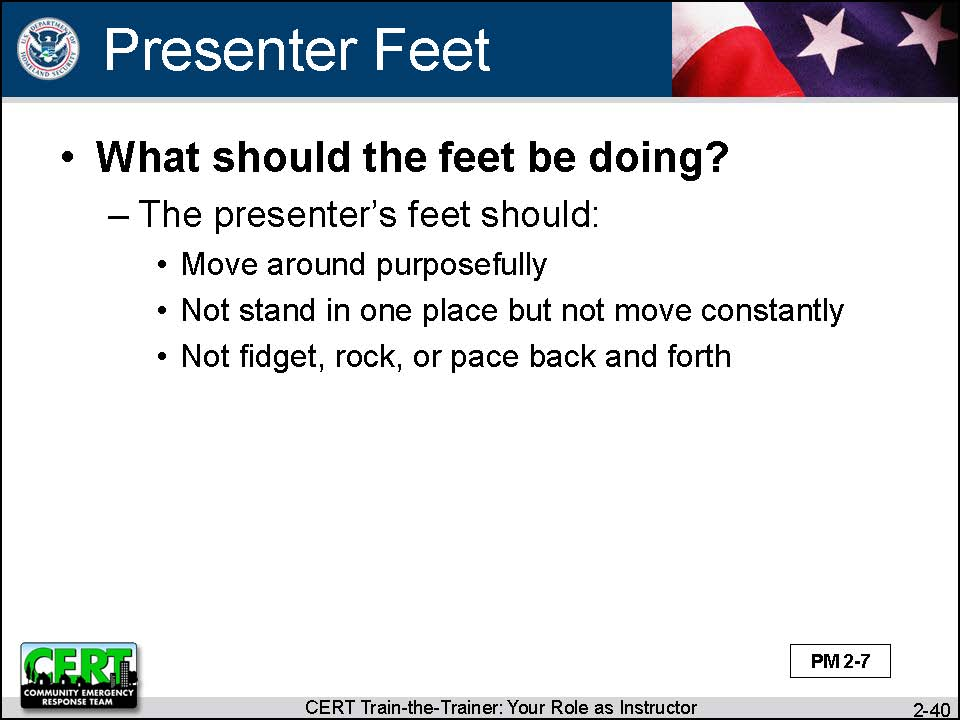 U.S. DEPARTMENT OF
HOMELAND SECURITY
Presenter Feet
• What should the feet be doing?
– The presenter's feet should:
• Move around purposefully
• Not stand in one place but not move constantly
• Not fidget, rock, or pace back and forth
PM 2-7
CERT
COMMUNITY EMERGENCY
RESPONSE TEAM
CERT Train-the-Trainer: Your Role as Instructor
2-40